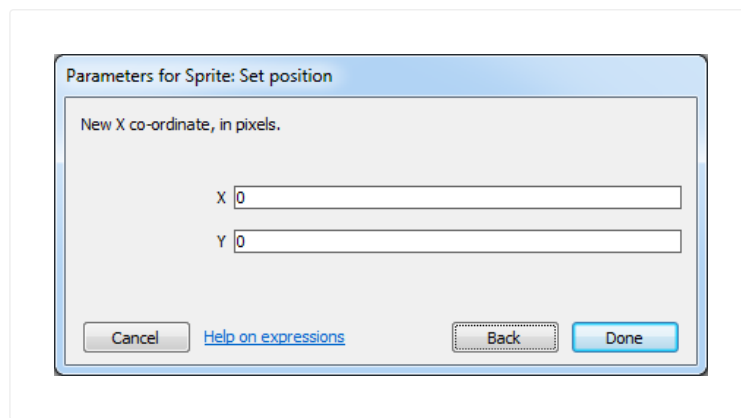 Parameters for Sprite: Set position
New X co-ordinate, in pixels.
X 0
Y 0
Cancel Help on expressions Back Done